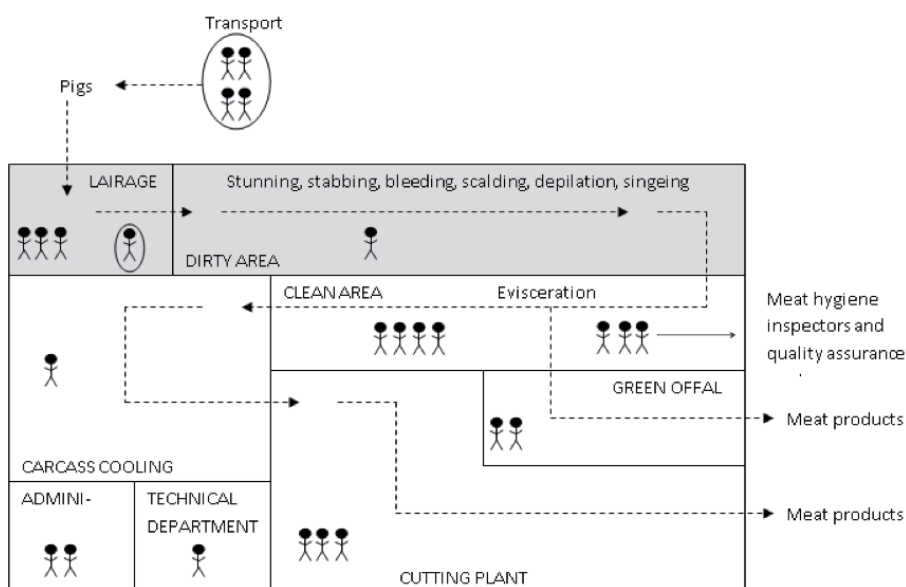 Transport
Pigs
LAIRAGE
Stunning, stabbing, bleeding, scalding, depilation, singeing
DIRTY AREA
CLEAN AREA
Evisceration
Meat hygiene
inspectors and
quality assurance
GREEN OFFAL
Meat products
CARCASS COOLING
ADMINI-
TECHNICAL
DEPARTMENT
Meat products
CUTTING PLANT